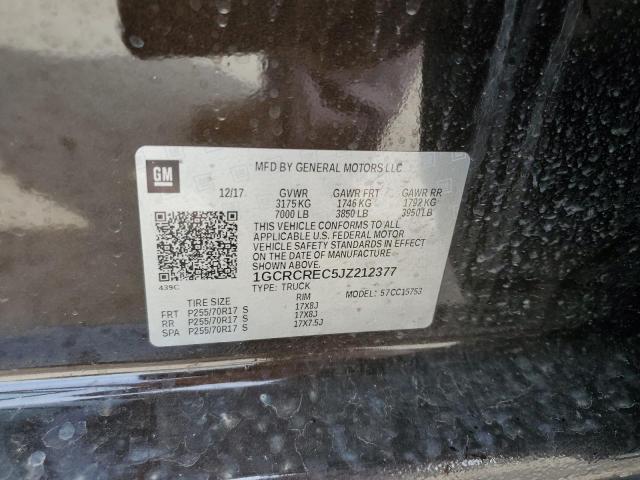 GM
MFD BY GENERAL MOTORS LLC
12/17 GVWR GAWR FRT GAWR RR
3175 KG 1746 KG 1792 KG
7000 LB 3850 LB 3950 LB
THIS VEHICLE CONFORMS TO ALL
APPLICABLE U.S. FEDERAL MOTOR
VEHICLE SAFETY STANDARDS IN EFFECT
ON THE DATE OF MANUFACTURE
SHOWN ABOVE.
1GCRCREC5JZ212377
439C TYPE: TRUCK MODEL: 57CC15753
TIRE SIZE RIM
FRT P255/70R17 S 17X8J
RR P255/70R17 S 17X8J
SPA P255/70R17 S 17X7.5J